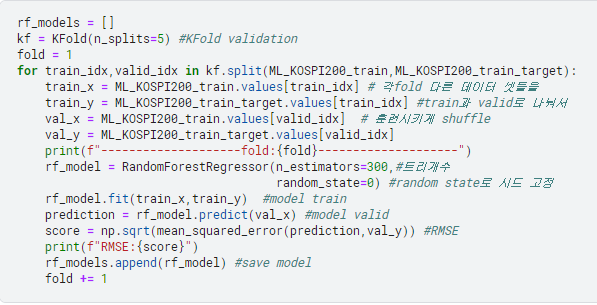 rf_models = []
kf = KFold(n_splits=5) #KFold validation
fold = 1
for train_idx,valid_idx in kf.split(ML_KOSPI200_train,ML_KOSPI200_train_target):
    train_x = ML_KOSPI200_train.values[train_idx] # 각fold 다른 데이터 셋들을
    train_y = ML_KOSPI200_train_target.values[train_idx] #train과 valid로 나눠서
    val_x = ML_KOSPI200_train.values[valid_idx]  # 훈련시키게 shuffle
    val_y = ML_KOSPI200_train_target.values[valid_idx]
    print(f"--------------------fold:{fold}--------------------")
    rf_model = RandomForestRegressor(n_estimators=300,#트리개수
                                     random_state=0) #random state로 시드 고정
    rf_model.fit(train_x,train_y)  #model train
    prediction = rf_model.predict(val_x) #model valid
    score = np.sqrt(mean_squared_error(prediction,val_y)) #RMSE
    print(f"RMSE:{score}")
    rf_models.append(rf_model) #save model
    fold += 1